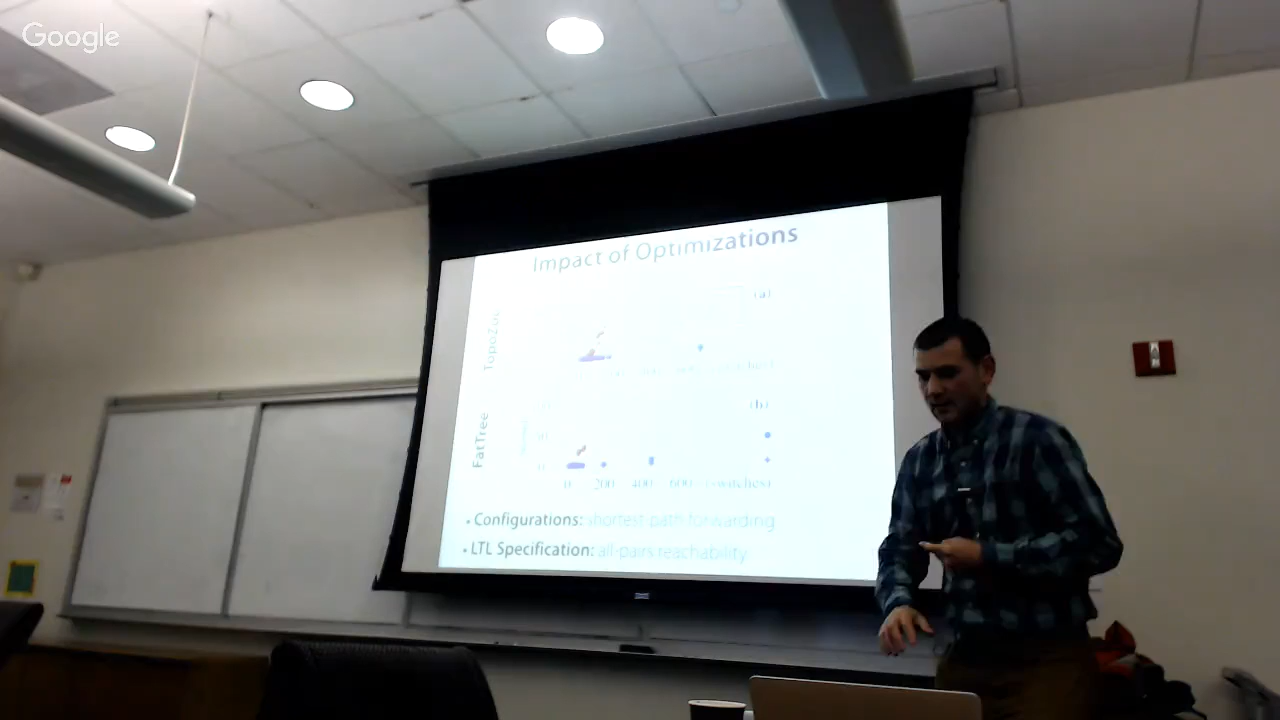 Google
Impact of Optimizations
TopoZoo
(a)
FatTree
(b)
0 200 400 600 (switches)
• Configurations: shortest-path forwarding
• LTL Specification: all-pairs reachability